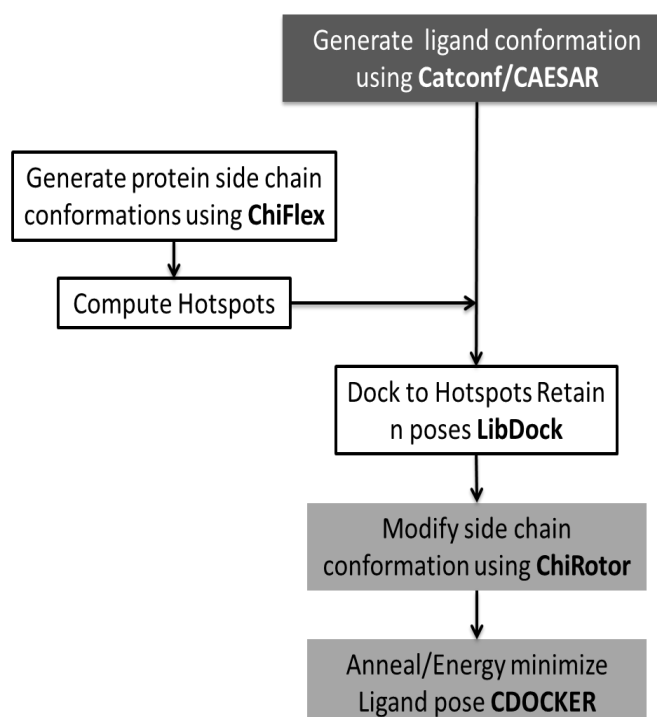 Generate ligand conformation
using Catconf/CAESAR
Generate protein side chain
conformations using ChiFlex
Compute Hotspots
Dock to Hotspots Retain
n poses LibDock
Modify side chain
conformation using ChiRotor
Anneal/Energy minimize
Ligand pose CDOCKER